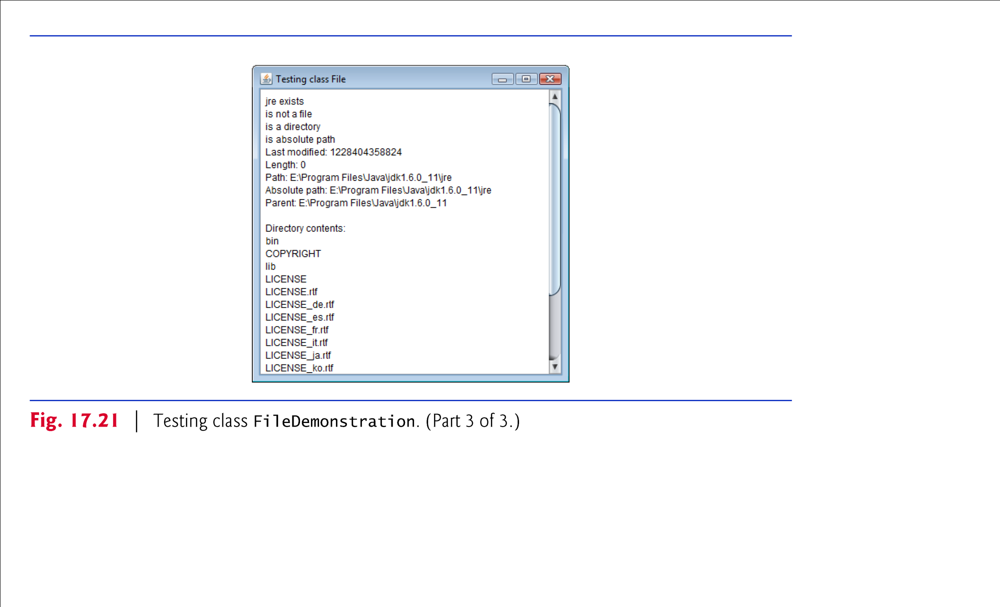 Testing class File
jre exists
is not a file
is a directory
is absolute path
Last modified: 1228404358824
Length: 0
Path: E:\Program Files\Java\jdk1.6.0_11\jre
Absolute path: E:\Program Files\Java\jdk1.6.0_11\jre
Parent: E:\Program Files\Java\jdk1.6.0_11
Directory contents:
bin
COPYRIGHT
lib
LICENSE
LICENSE.rtf
LICENSE_de.rtf
LICENSE_es.rtf
LICENSE_fr.rtf
LICENSE_it.rtf
LICENSE_ja.rtf
LICENSE_ko.rtf
Fig. 17.21 | Testing class FileDemonstration. (Part 3 of 3.)